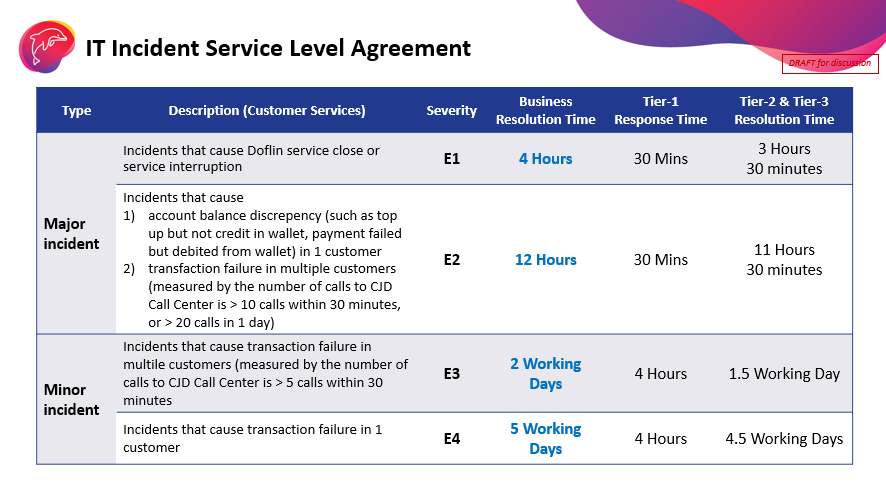 IT Incident Service Level Agreement
DRAFT for discussion
Type
Description (Customer Services)
Severity
Business
Resolution Time
Tier-1
Response Time
Tier-2 & Tier-3
Resolution Time
Major
incident
Incidents that cause Doflin service close or
service interruption
E1
4 Hours
30 Mins
3 Hours
30 minutes
Incidents that cause
1) account balance discrepency (such as top
up but not credit in wallet, payment failed
but debited from wallet) in 1 customer
2) transfaction failure in multiple customers
(measured by the number of calls to CJD
Call Center is > 10 calls within 30 minutes,
or > 20 calls in 1 day)
E2
12 Hours
30 Mins
11 Hours
30 minutes
Minor
incident
Incidents that cause transaction failure in
multile customers (measured by the number of
calls to CJD Call Center is > 5 calls within 30
minutes
E3
2 Working
Days
4 Hours
1.5 Working Day
Incidents that cause transaction failure in 1
customer
E4
5 Working
Days
4 Hours
4.5 Working Days